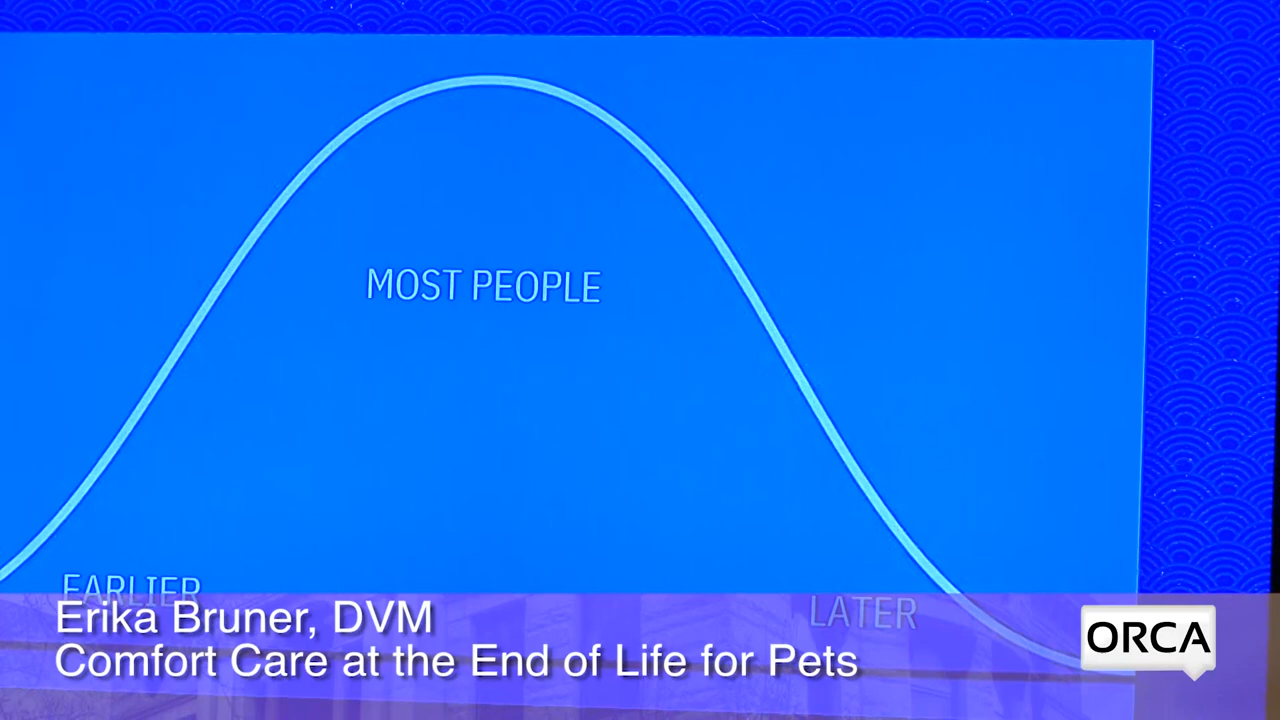 MOST PEOPLE
EARLIER
LATER
Erika Bruner, DVM
Comfort Care at the End of Life for Pets
ORCA